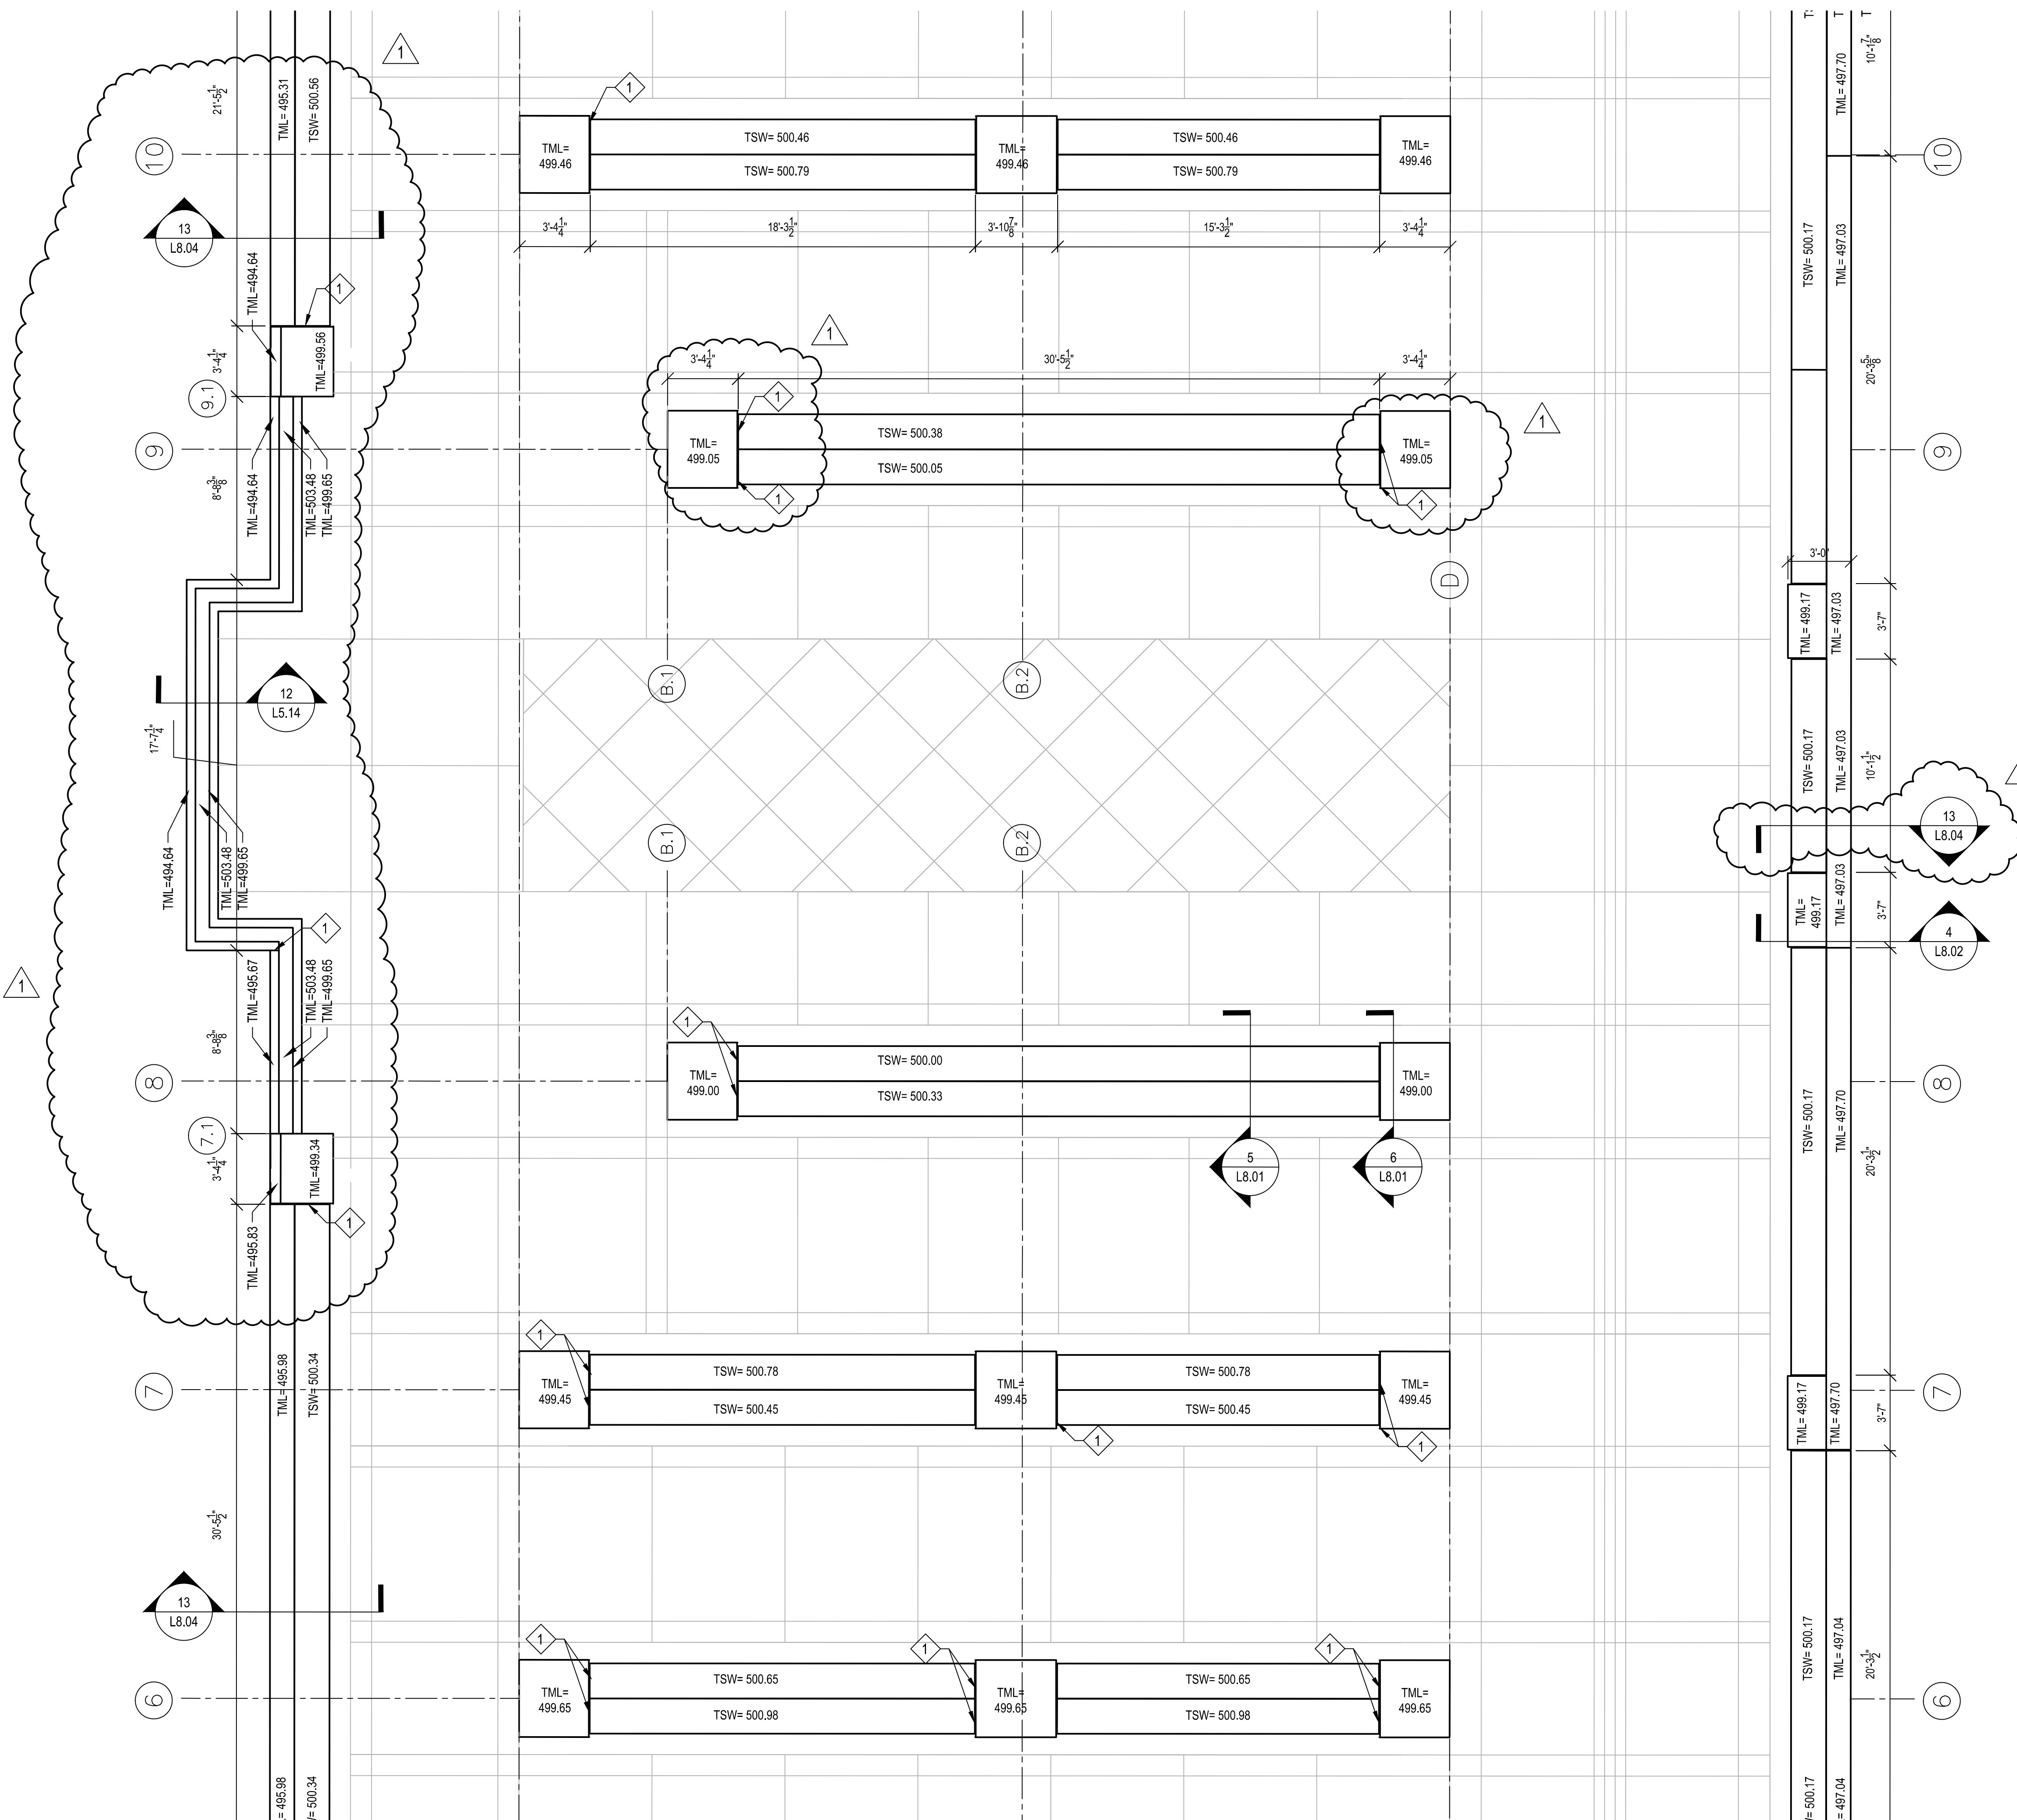 1
21'-5 1/2"
TML= 495.31
TSW= 500.56
10
13
L8.04
TML=494.64
1
3'-4 1/4"
TML=499.56
9.1
9
8'-8 3/8"
TML=494.64
TML=503.48
TML=499.65
12
L5.14
17'-7 1/4"
TML=494.64
TML=503.48
TML=499.65
1
1
TML=495.67
TML=503.48
TML=499.65
8'-8 3/8"
8
7.1
3'-4 1/4"
TML=499.34
TML=495.83
1
TML= 495.98
TSW= 500.34
7
30'-5 1/2"
13
L8.04
6
= 495.98
= 500.34
1
TML=
499.46
TSW= 500.46
TSW= 500.79
TML=
499.46
TSW= 500.46
TSW= 500.79
TML=
499.46
3'-4 1/4"
18'-3 1/2"
3'-10 7/8"
15'-3 1/2"
3'-4 1/4"
1
3'-4 1/4"
30'-5 1/2"
3'-4 1/4"
1
1
TML=
499.05
TSW= 500.38
TSW= 500.05
TML=
499.05
1
1
D
B.1
B.2
B.1
B.2
1
TML=
499.00
TSW= 500.00
TSW= 500.33
TML=
499.00
5
L8.01
6
L8.01
1
TML=
499.45
TSW= 500.78
TSW= 500.45
TML=
499.45
TSW= 500.78
TSW= 500.45
TML=
499.45
1
1
1
1
1
TML=
499.65
TSW= 500.65
TSW= 500.98
TML=
499.65
TSW= 500.65
TSW= 500.98
TML=
499.65
TML= 497.70
10'-1 7/8"
10
TSW= 500.17
TML= 497.03
20'-3 5/8"
9
3'-0"
TML= 499.17
TML= 497.03
3'-7"
TSW= 500.17
TML= 497.03
10'-1 1/2"
13
L8.04
TML=
499.17
TML= 497.03
3'-7"
4
L8.02
TSW= 500.17
TML= 497.70
8
20'-3 1/2"
TML= 499.17
TML= 497.70
3'-7"
7
TSW= 500.17
TML= 497.04
20'-3 1/2"
6
= 500.17
= 497.04